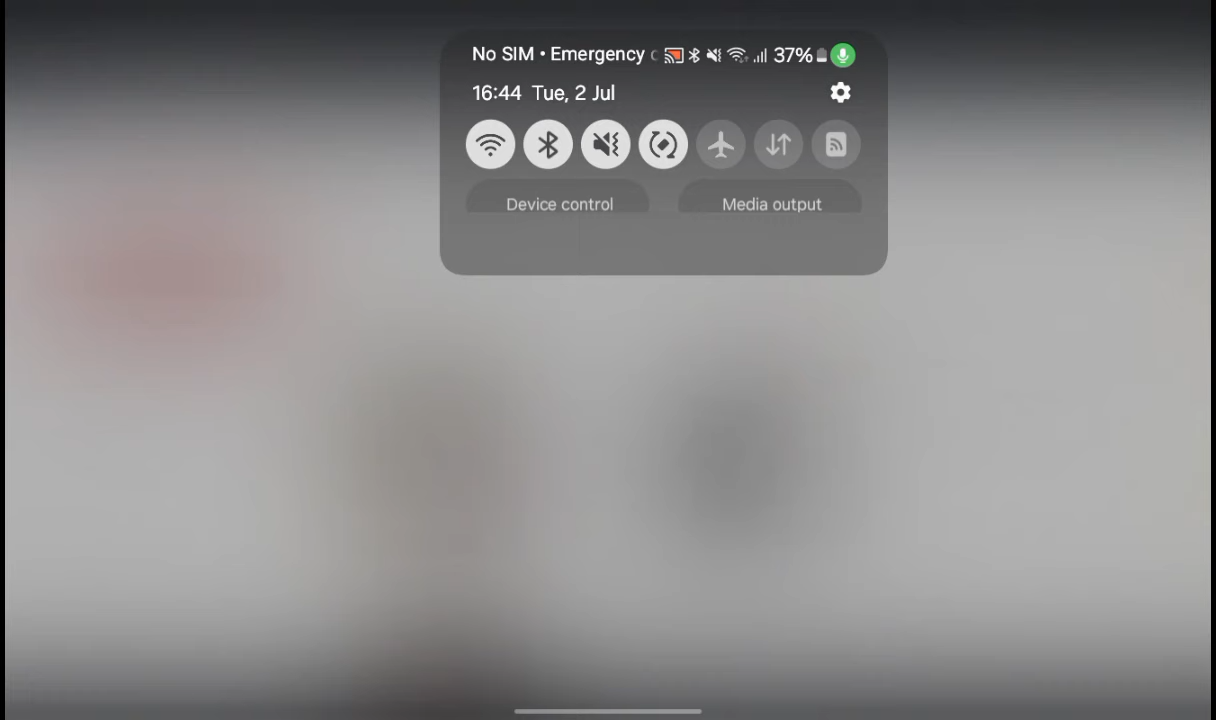 No SIM • Emergency 37%
16:44 Tue, 2 Jul
Device control Media output